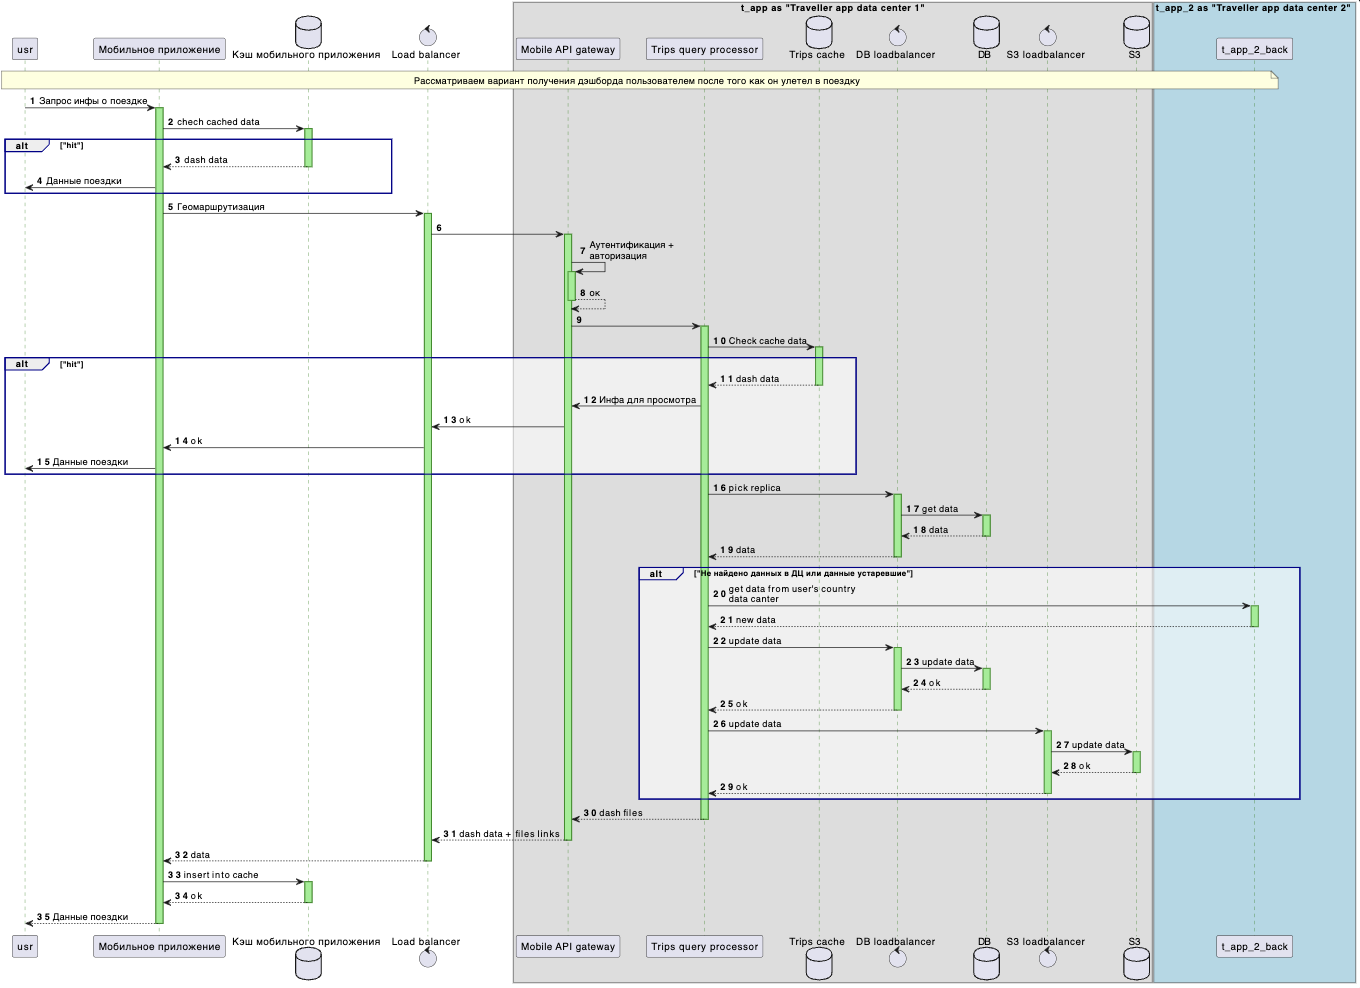 t_app as "Traveller app data center 1"
t_app_2 as "Traveller app data center 2"
usr
Мобильное приложение
Кэш мобильного приложения
Load balancer
Mobile API gateway
Trips query processor
Trips cache
DB loadbalancer
DB
S3 loadbalancer
S3
t_app_2_back
Рассматриваем вариант получения дэшборда пользователем после того как он улетел в поездку
1 Запрос инфы о поездке
2 chech cached data
alt ["hit"]
3 dash data
4 Данные поездки
5 Геомаршрутизация
6
7 Аутентификация +
авторизация
8 ок
9
10 Check cache data
alt ["hit"]
11 dash data
12 Инфа для просмотра
13 ok
14 ok
15 Данные поездки
16 pick replica
17 get data
18 data
19 data
alt ["Не найдено данных в ДЦ или данные устаревшие"]
20 get data from user's country
data canter
21 new data
22 update data
23 update data
24 ok
25 ok
26 update data
27 update data
28 ok
29 ok
30 dash files
31 dash data + files links
32 data
33 insert into cache
34 ok
35 Данные поездки
usr
Мобильное приложение
Кэш мобильного приложения
Load balancer
Mobile API gateway
Trips query processor
Trips cache
DB loadbalancer
DB
S3 loadbalancer
S3
t_app_2_back